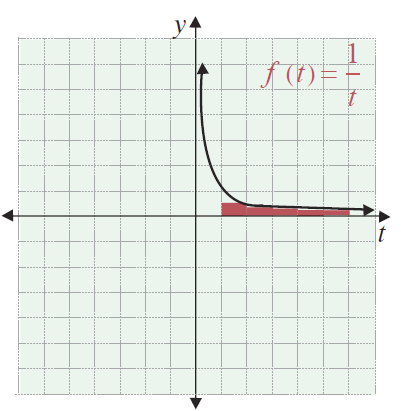 y
f (t) = 1/t
t